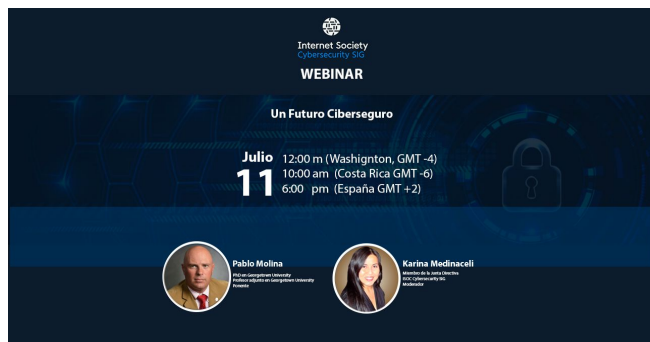 Internet Society
Cybersecurity SIG
WEBINAR
Un Futuro Ciberseguro
Julio
11
12:00 m (Washignton, GMT -4)
10:00 am (Costa Rica GMT -6)
6:00 pm (España GMT +2)
Pablo Molina
PhD en Georgetown University
Profesor adjunto en Georgetown University
Ponente
Karina Medinaceli
Miembro de la Junta Directiva
ISOC Cybersecurity SIG
Moderador